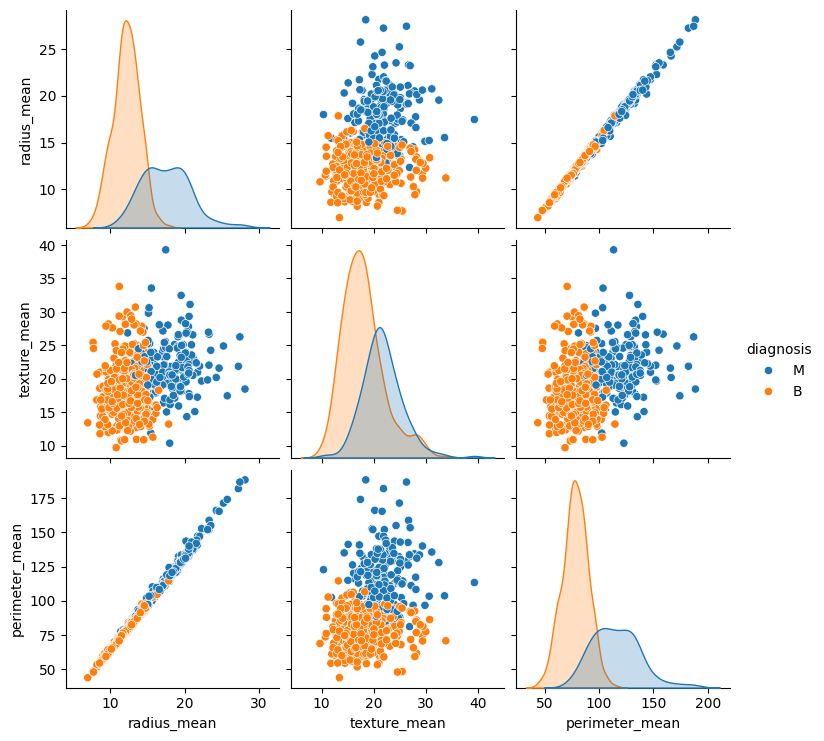 radius_mean
25
20
15
10
texture_mean
40
35
30
25
20
15
10
diagnosis
M
B
perimeter_mean
175
150
125
100
75
50
10 20 30
10 20 30 40
50 100 150 200
radius_mean
texture_mean
perimeter_mean